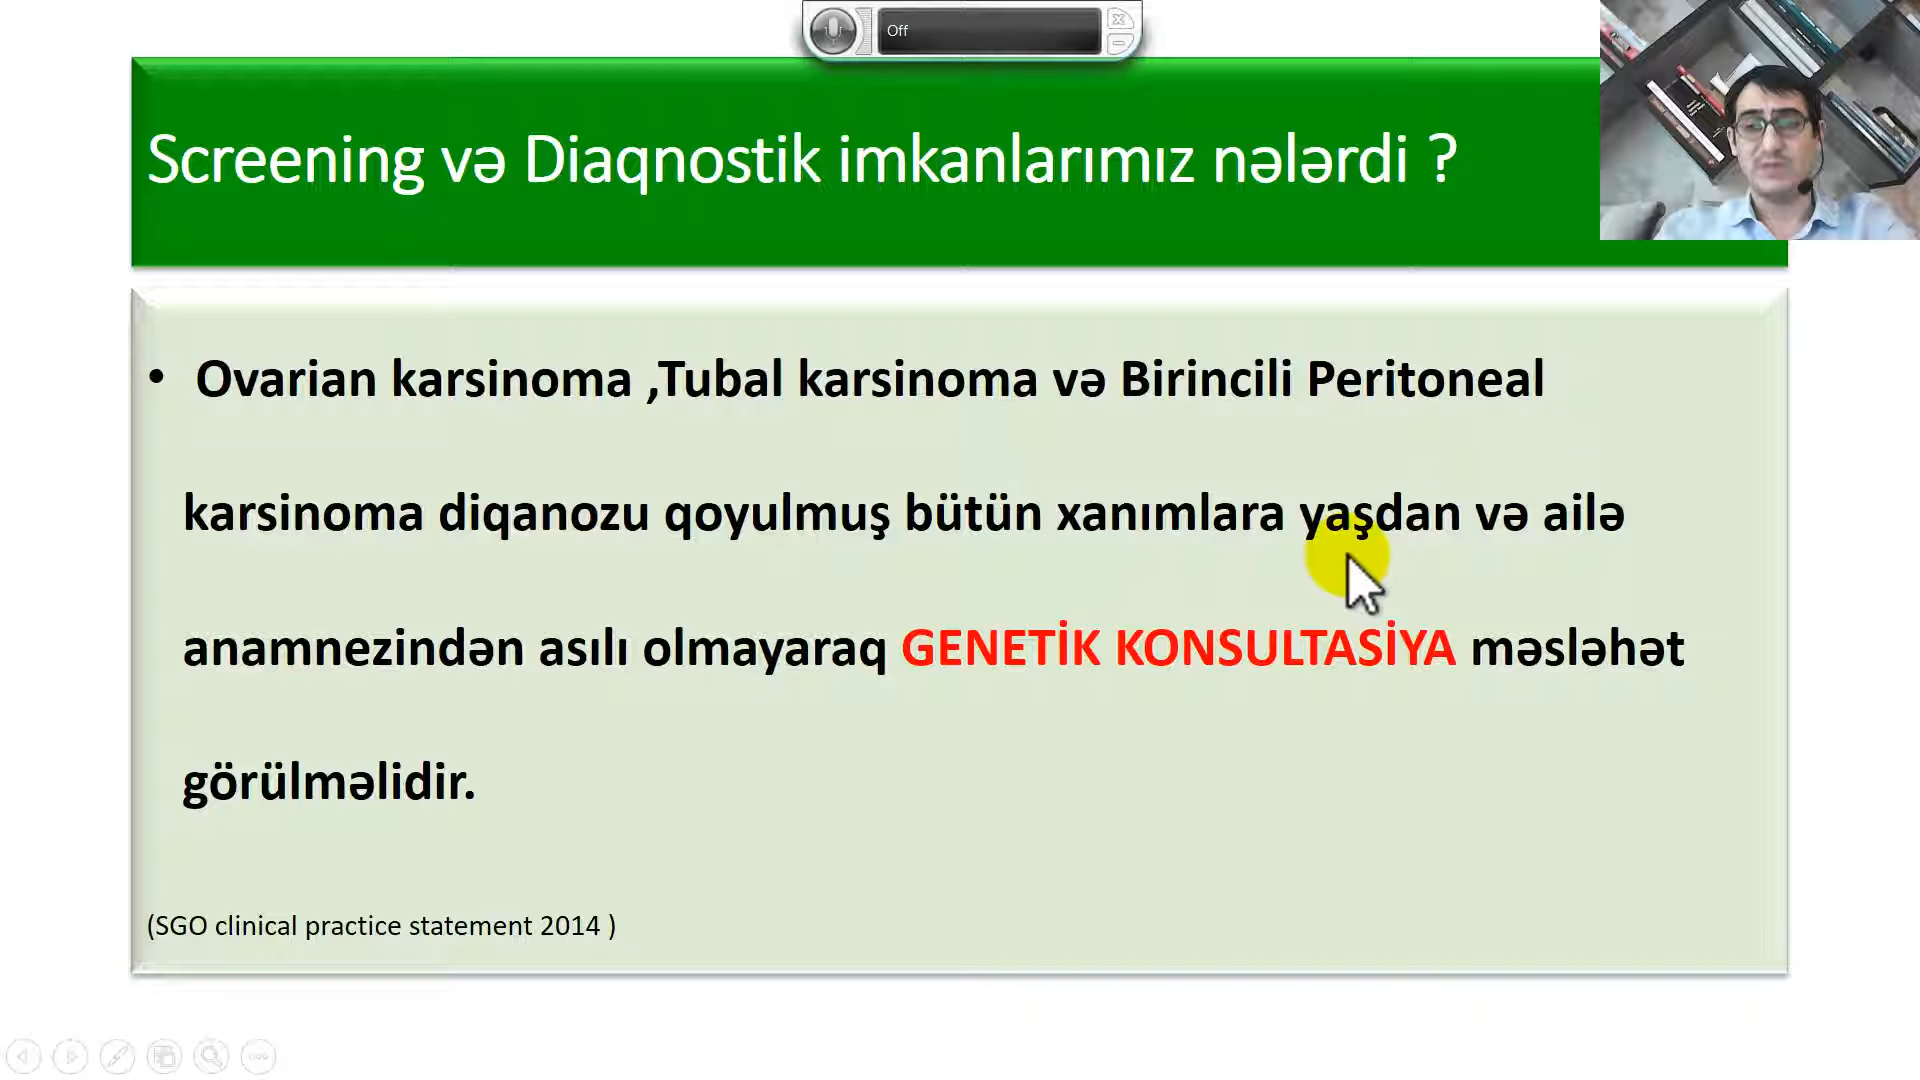 Off
Screening və Diaqnostik imkanlarımız nələrdi ?
• Ovarian karsinoma ,Tubal karsinoma və Birincili Peritoneal
karsinoma diqanozu qoyulmuş bütün xanımlara yaşdan və ailə
anamnezindən asılı olmayaraq GENETİK KONSULTASİYA məsləhət
görülməlidir.
(SGO clinical practice statement 2014 )